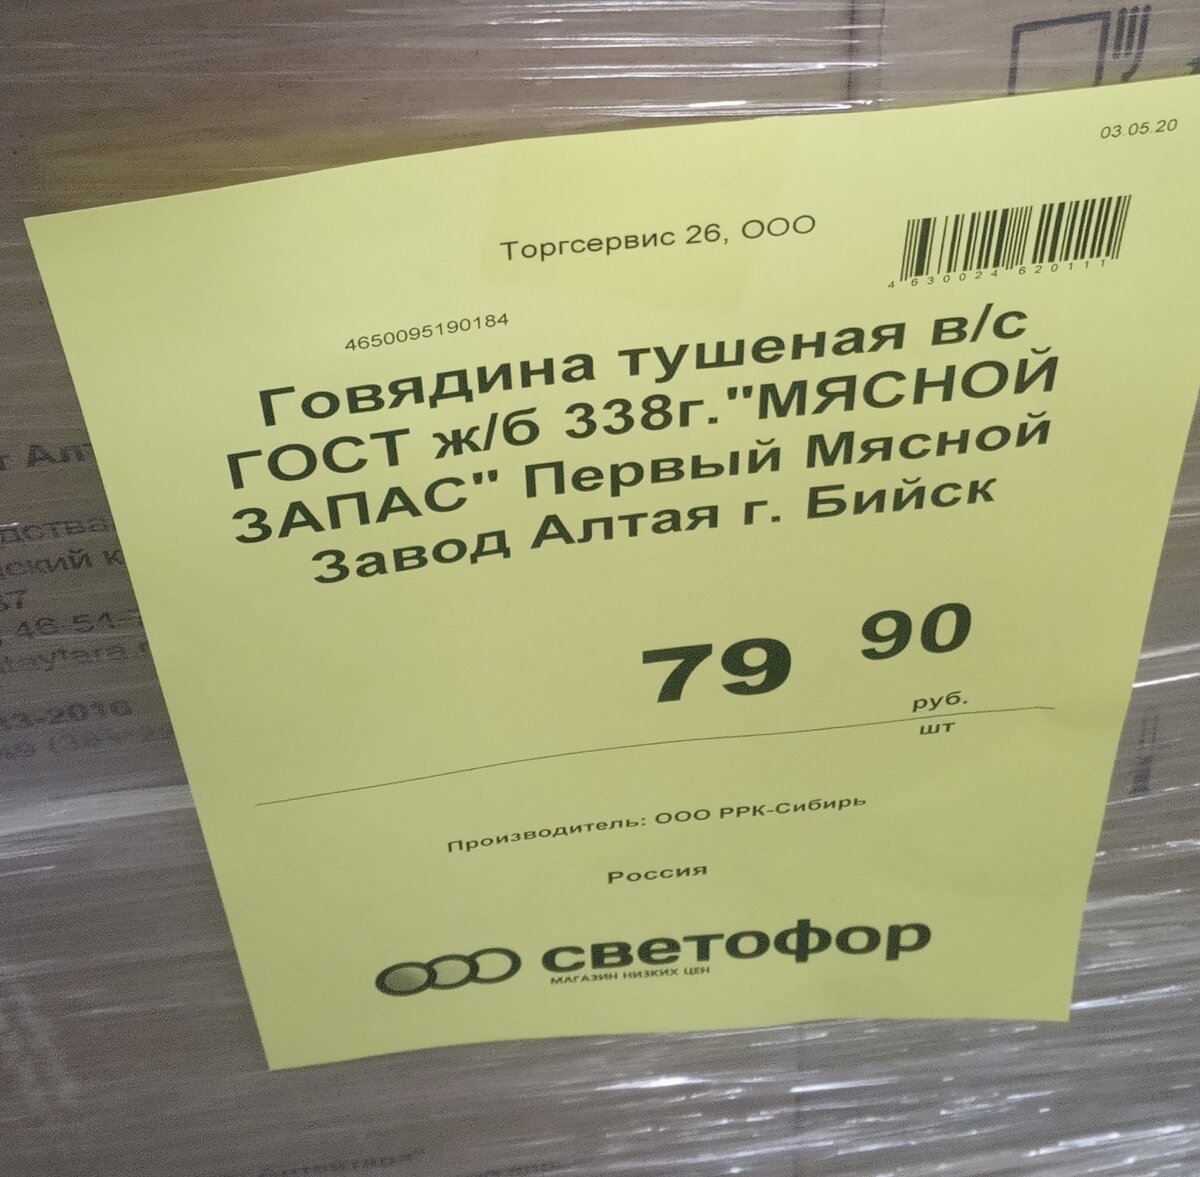 03.05.20
Торгсервис 26, ООО
4630024620111
4650095190184
Говядина тушеная в/с
ГОСТ ж/б 338г."МЯСНОЙ
ЗАПАС" Первый Мясной
Завод Алтая г. Бийск
79 90
руб.
шт
Производитель: ООО РРК-Сибирь
Россия
светофор
МАГАЗИН НИЗКИХ ЦЕН